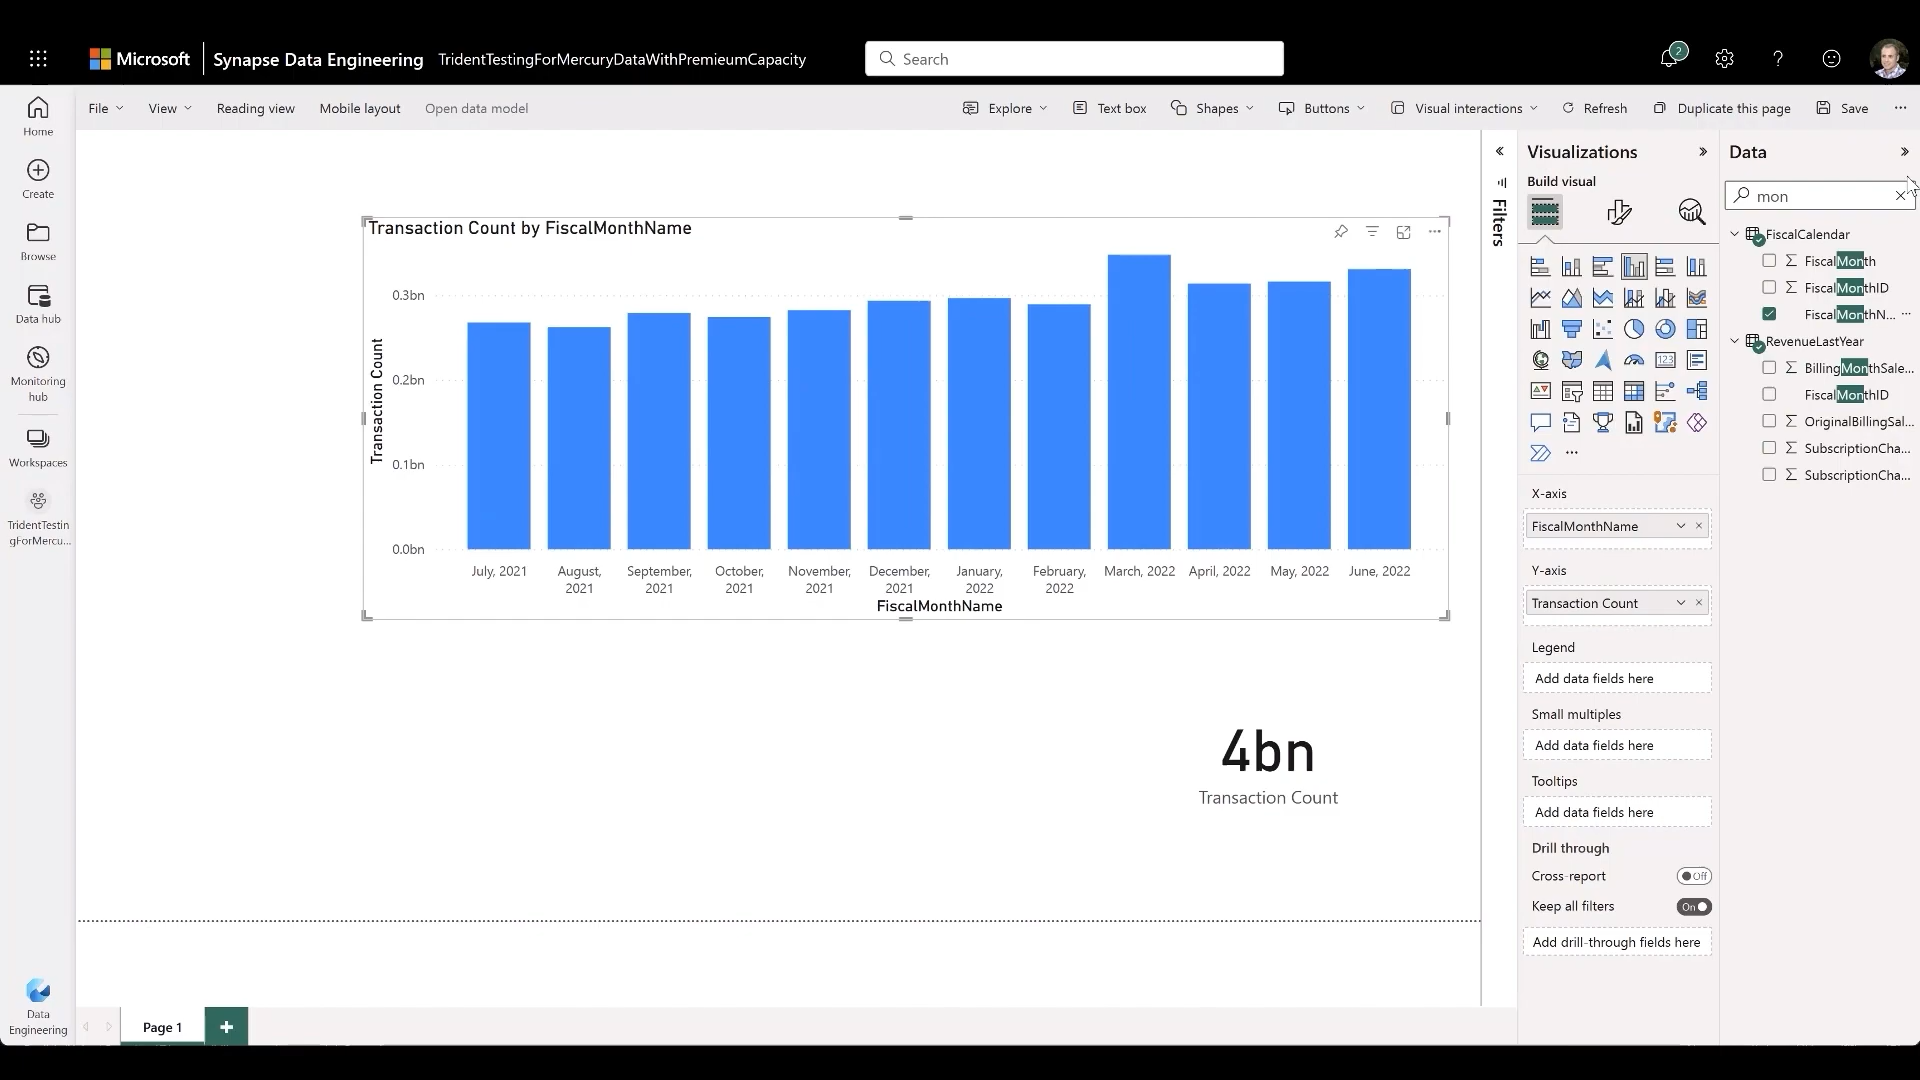 Microsoft
Synapse Data Engineering
TridentTestingForMercuryDataWithPremieumCapacity
Search
2
File
View
Reading view
Mobile layout
Open data model
Explore
Text box
Shapes
Buttons
Visual interactions
Refresh
Duplicate this page
Save
Home
Create
Browse
Data hub
Monitoring
hub
Workspaces
TridentTestin
gForMercu...
Data
Engineering
Transaction Count by FiscalMonthName
Transaction Count
0.3bn
0.2bn
0.1bn
0.0bn
July, 2021
August,
2021
September,
2021
October,
2021
November,
2021
December,
2021
January,
2022
February,
2022
March, 2022
April, 2022
May, 2022
June, 2022
FiscalMonthName
4bn
Transaction Count
Page 1
Filters
Visualizations
Build visual
123
X-axis
FiscalMonthName
Y-axis
Transaction Count
Legend
Add data fields here
Small multiples
Add data fields here
Tooltips
Add data fields here
Drill through
Cross-report
Off
Keep all filters
On
Add drill-through fields here
Data
mon
FiscalCalendar
FiscalMonth
FiscalMonthID
FiscalMonthN...
RevenueLastYear
BillingMonthSale...
FiscalMonthID
OriginalBillingSal...
SubscriptionCha...
SubscriptionCha...